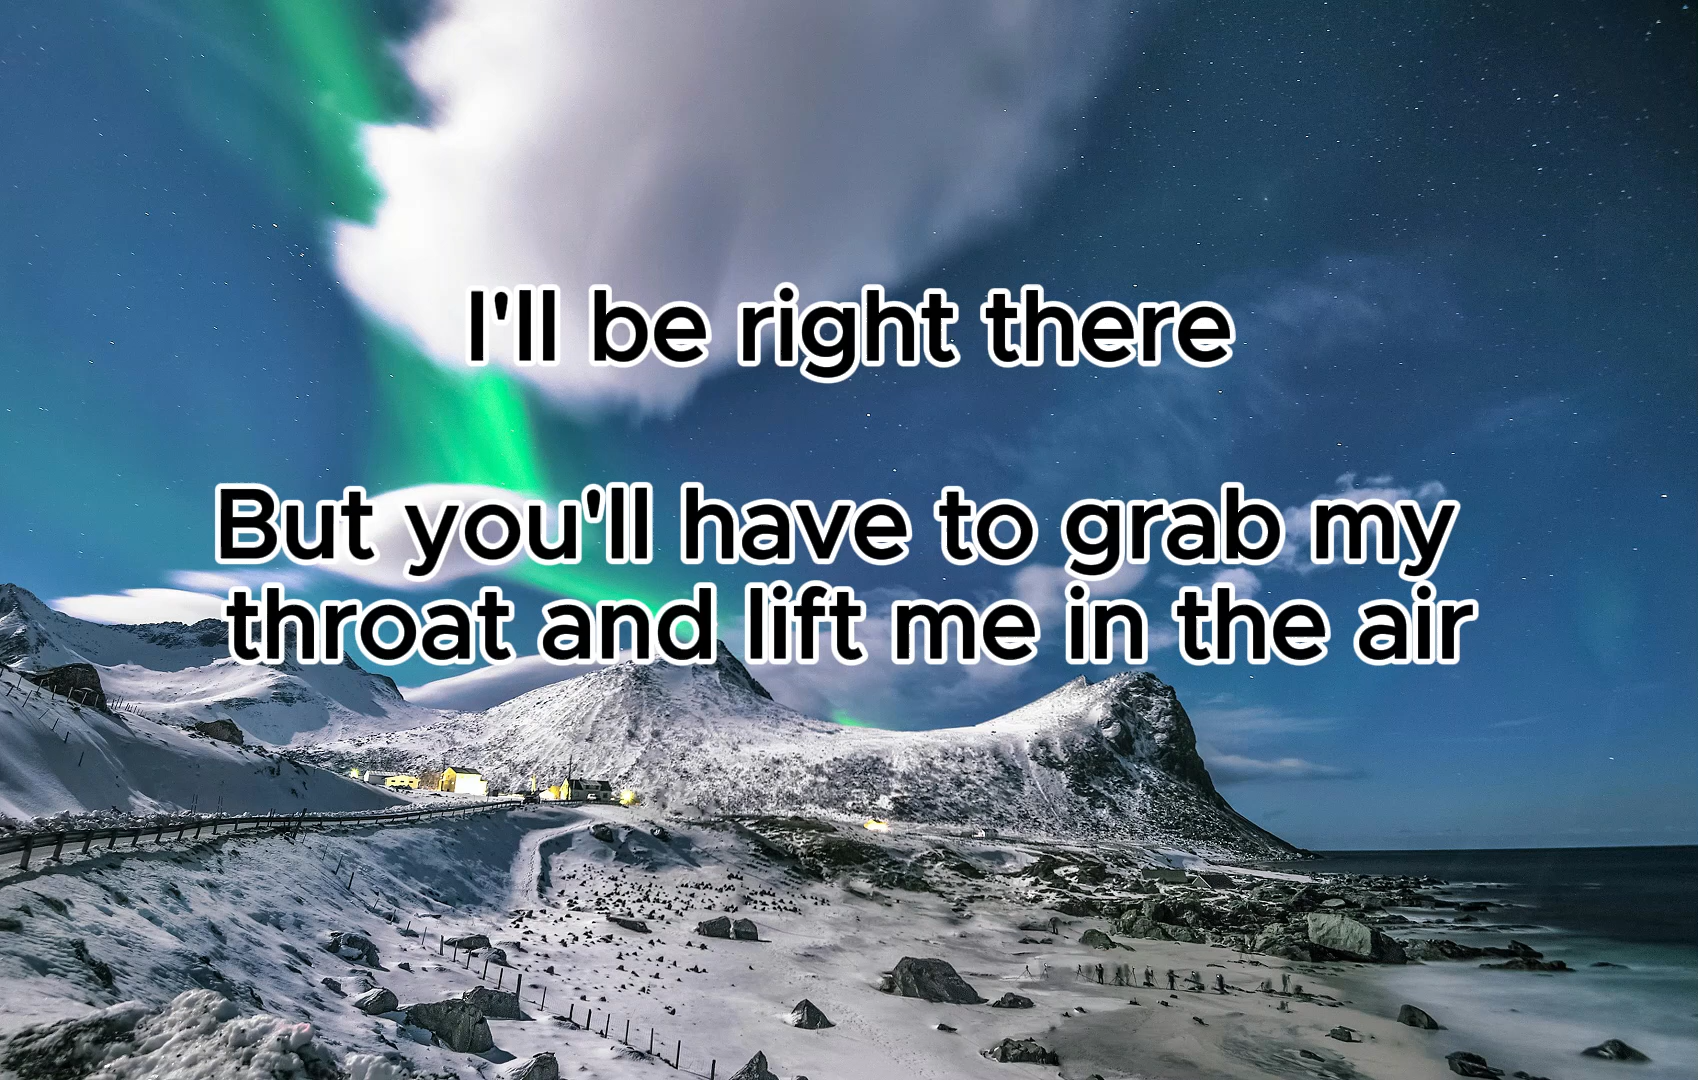 I'll be right there
But you'll have to grab my
throat and lift me in the air